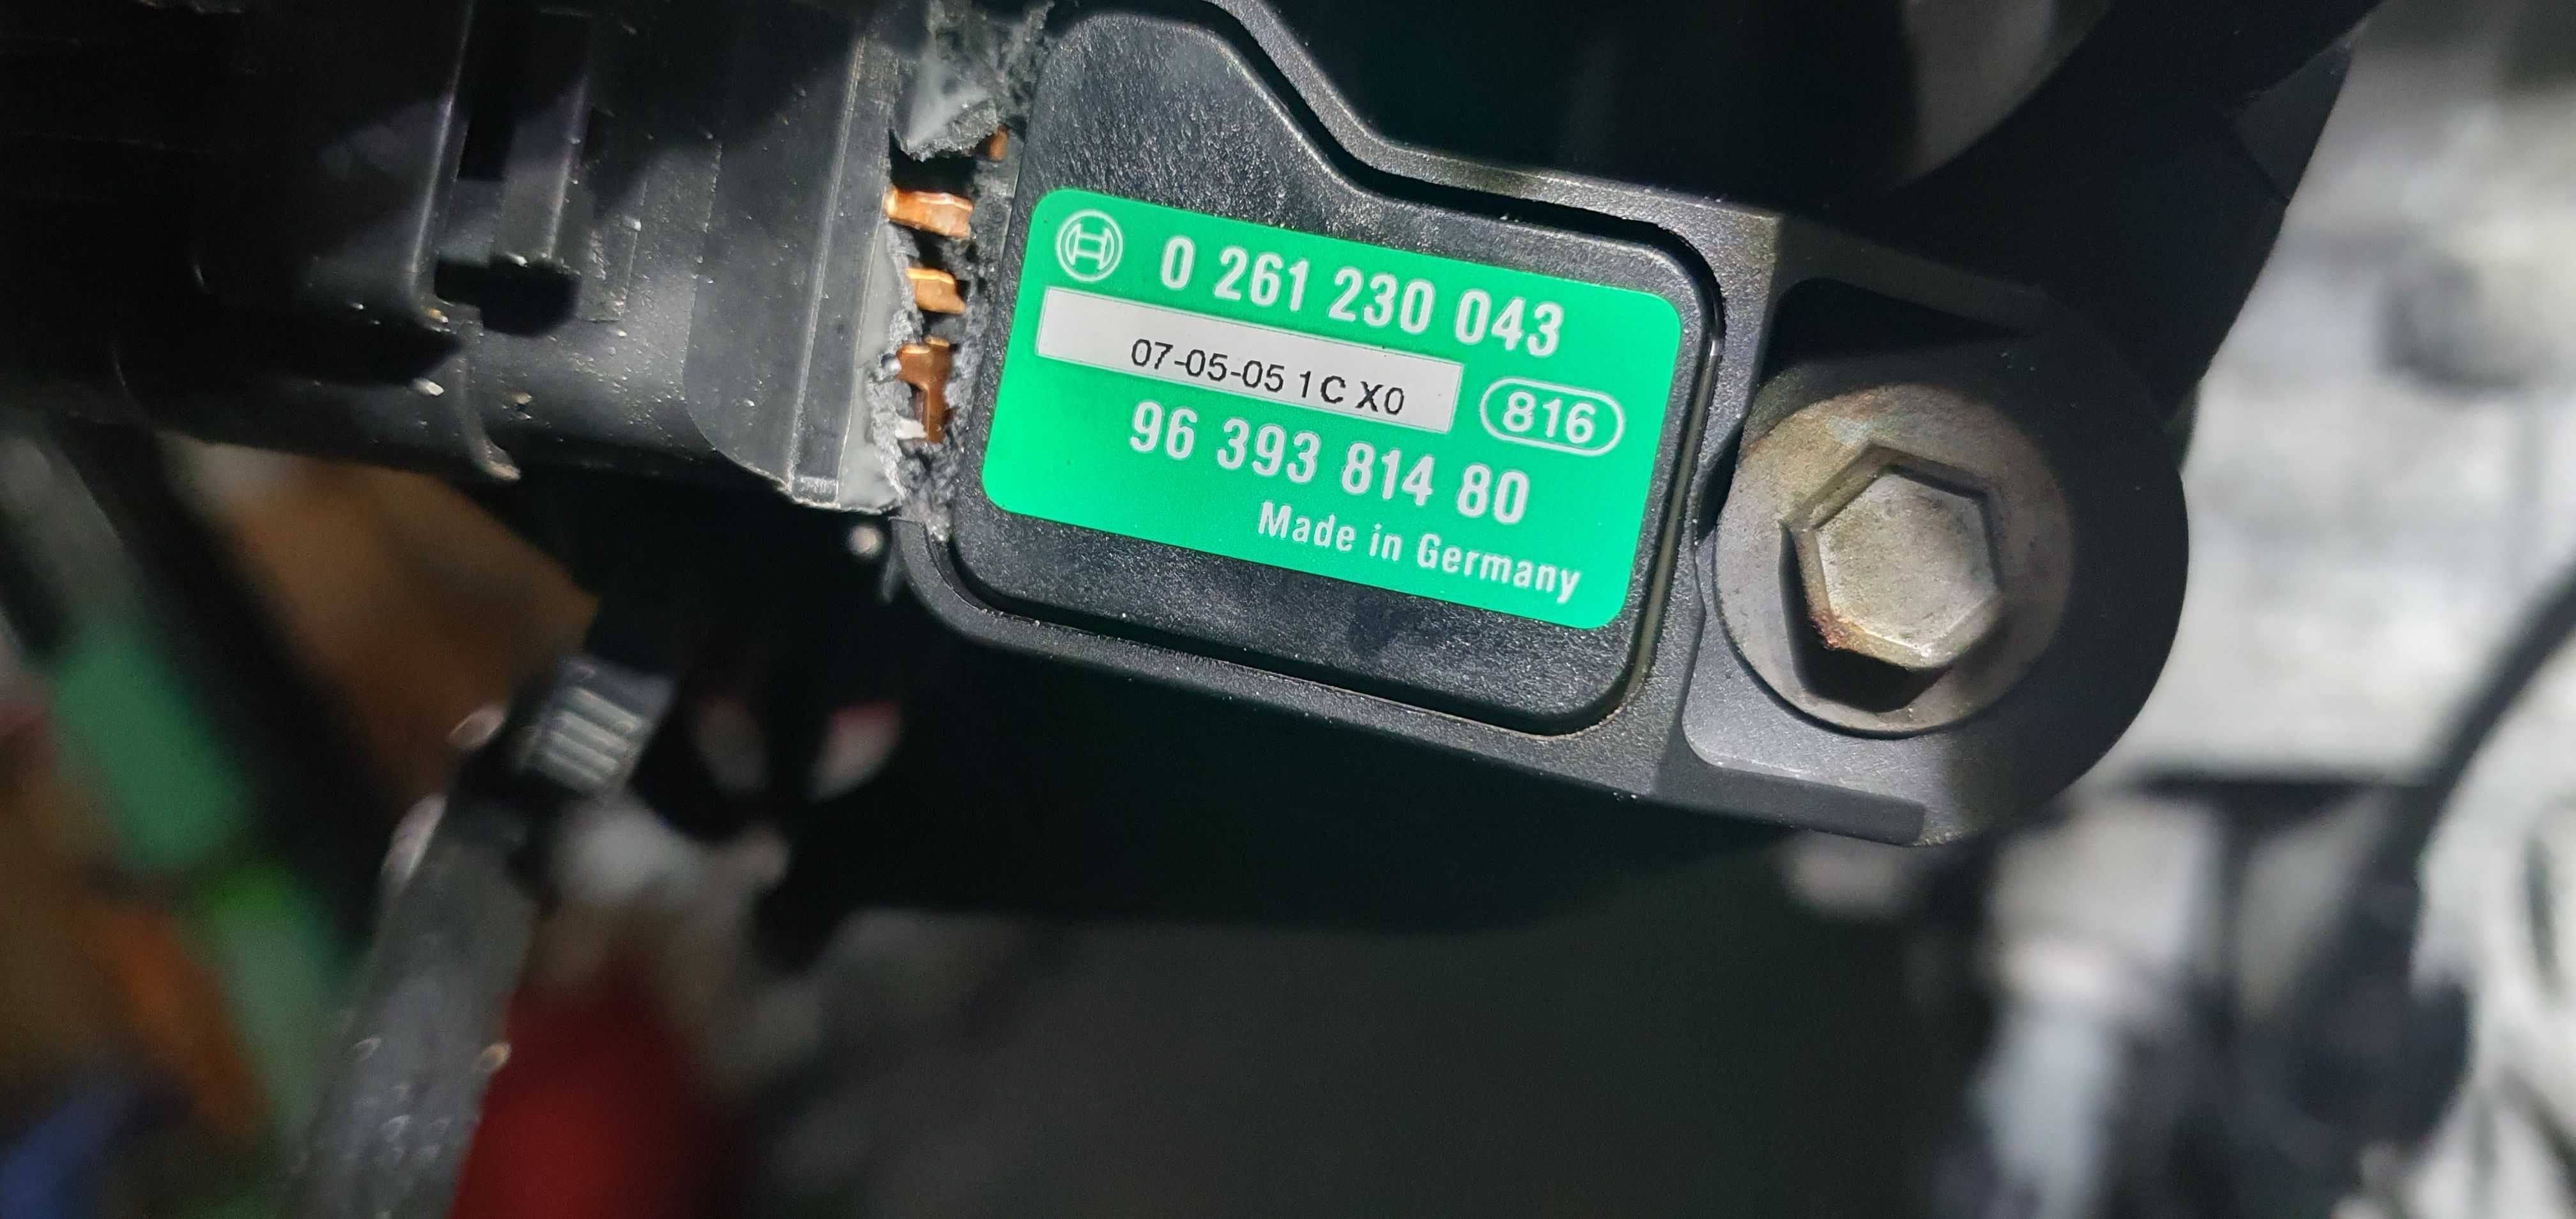 0 261 230 043
07-05-05 1C X0
816
96 393 814 80
Made in Germany